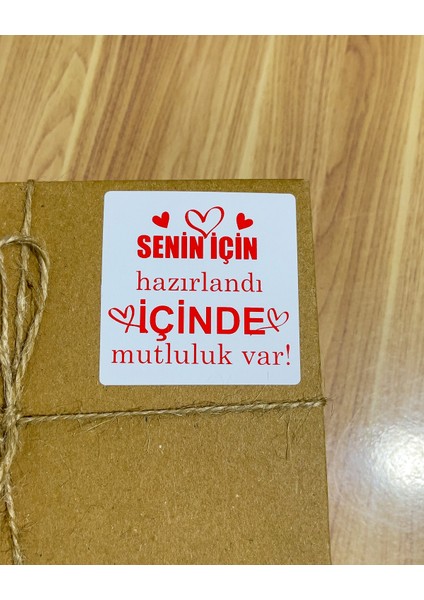 SENİN İÇİN
hazırlandı
İÇİNDE
mutluluk var!